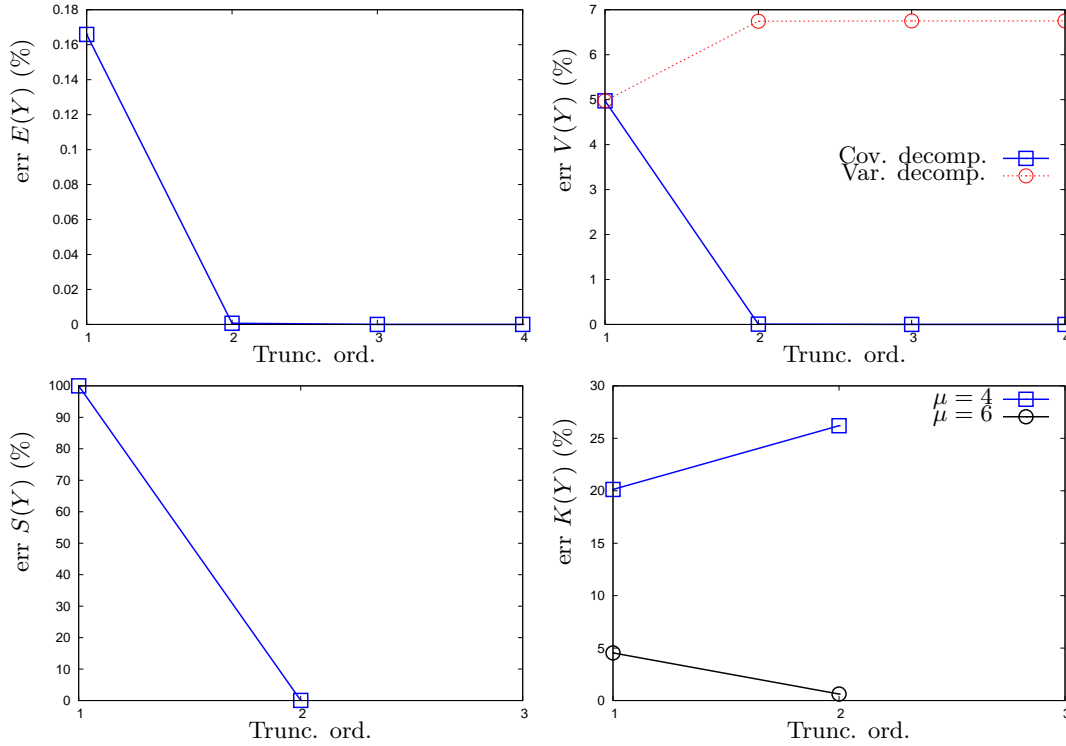 0.18
0.16
0.14
0.12
0.1
0.08
0.06
0.04
0.02
0
err E(Y) (%)
1 2 3 4
Trunc. ord.
7
6
5
4
3
2
1
0
err V(Y) (%)
Cov. decomp.
Var. decomp.
1 2 3 4
Trunc. ord.
100
90
80
70
60
50
40
30
20
10
0
err S(Y) (%)
1 2 3
Trunc. ord.
30
25
20
15
10
5
0
err K(Y) (%)
μ = 4
μ = 6
1 2 3
Trunc. ord.